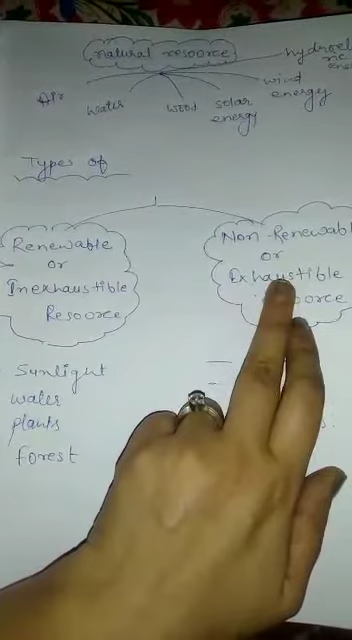 natural resource
hydroel
Air
water
wood
solar
energy
wind
energy
Types of
Renewable
or
Inexhaustible
Resource
Non-Renewabl
or
Exhaustible
Sunlight
water
plants
forest